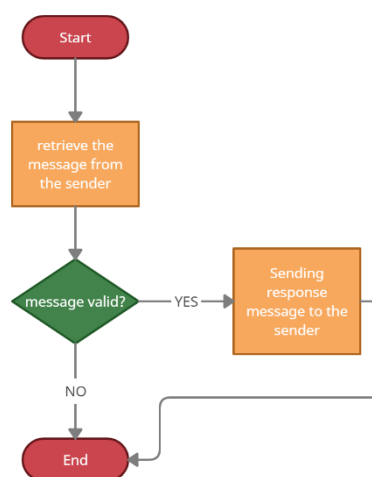 Start
retrieve the
message from
the sender
message valid?
YES
Sending
response
message to the
sender
NO
End